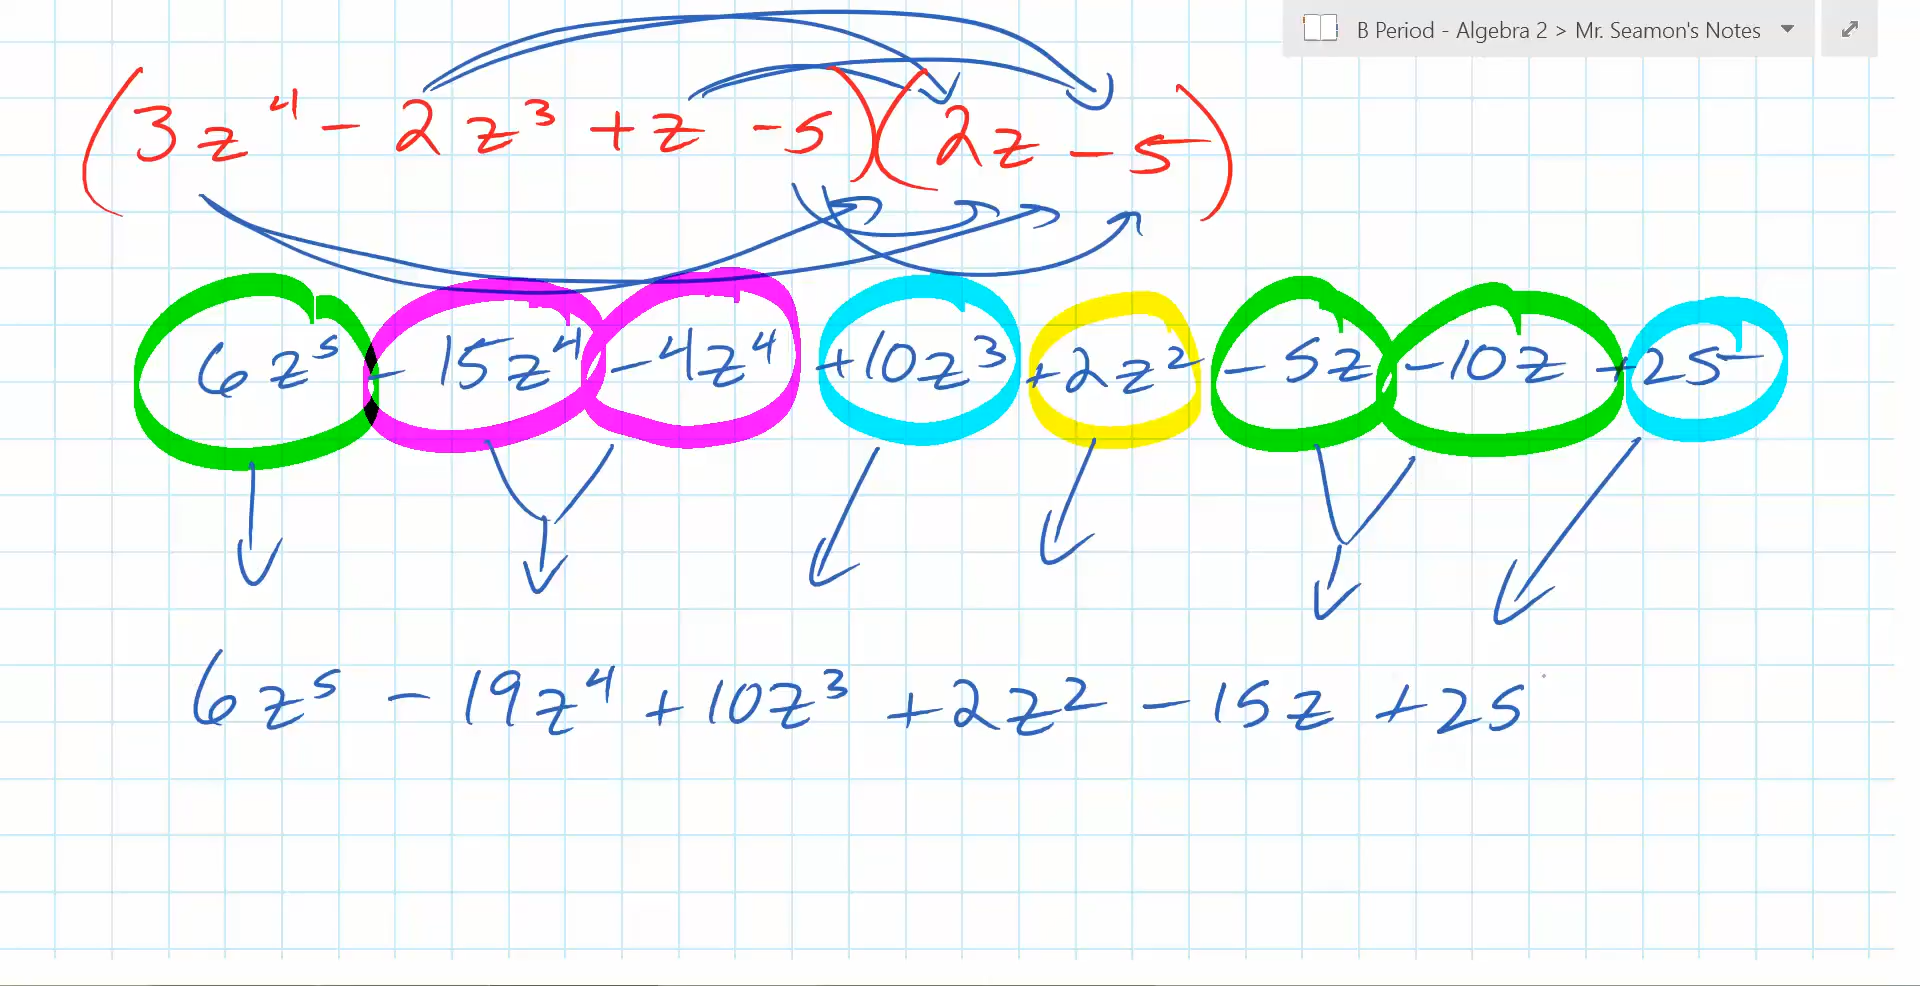 B Period - Algebra 2 > Mr. Seamon's Notes
(3z⁴ - 2z³ + z - 5)(2z - 5)
6z⁵ - 15z⁴ - 4z⁴ + 10z³ + 2z² - 5z - 10z + 25
6z⁵ - 19z⁴ + 10z³ + 2z² - 15z + 25